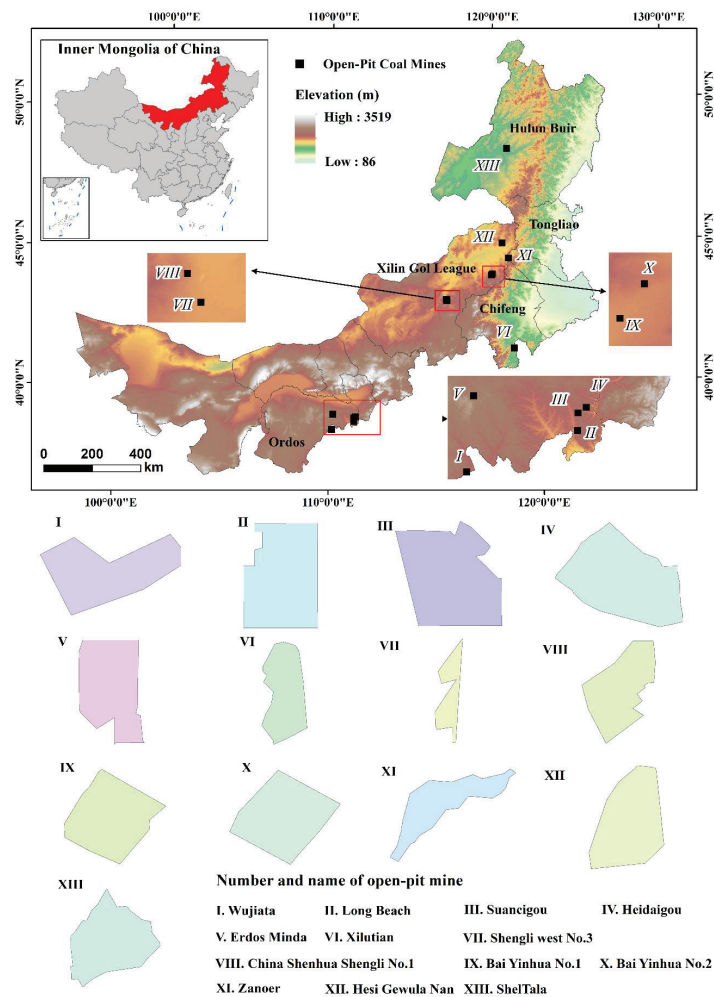 100°0'0"E 120°0'0"E 130°0'0"E
Inner Mongolia of China
Open-Pit Coal Mines
Elevation (m)
High : 3519
Low : 86
50°0'0"N
50°0'0"N
Hulun Buir
XIII
Tongliao
45°0'0"N
45°0'0"N
XII
XI
Xilin Gol League
VIII
VII
X
IX
Chifeng
VI
40°0'0"N
40°0'0"N
V
III
IV
II
I
Ordos
0 200 400
km
100°0'0"E 110°0'0"E 120°0'0"E
I II III IV
V VI VII VIII
IX X XI XII
XIII
Number and name of open-pit mine
I. Wujiata II. Long Beach III. Suancigou IV. Heidaigou
V. Erdos Minda VI. Xilutian VII. Shengli west No.3
VIII. China Shenhua Shengli No.1 IX. Bai Yinhua No.1 X. Bai Yinhua No.2
XI. Zanoer XII. Hesi Gewula Nan XIII. ShelTala